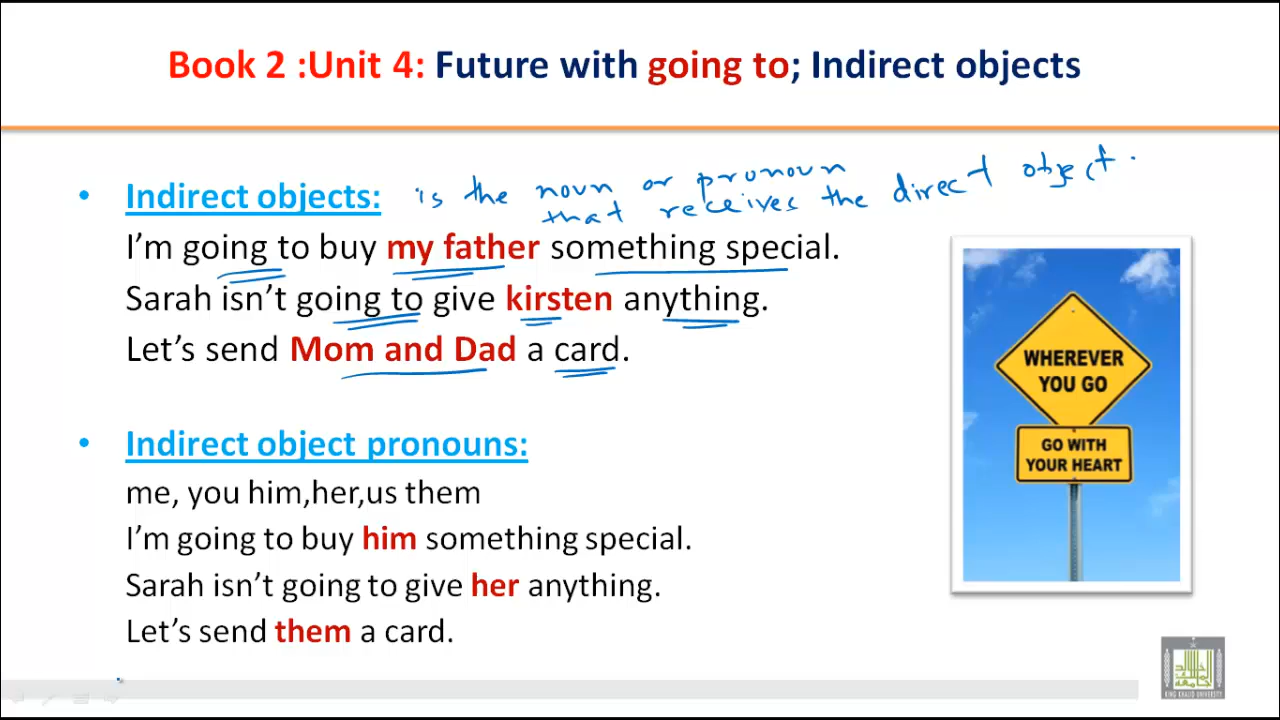 Book 2 :Unit 4: Future with going to; Indirect objects
• Indirect objects: is the noun or pronoun
that receives the direct object.
I'm going to buy my father something special.
Sarah isn't going to give kirsten anything.
Let's send Mom and Dad a card.
WHEREVER
YOU GO
GO WITH
YOUR HEART
• Indirect object pronouns:
me, you him,her,us them
I'm going to buy him something special.
Sarah isn't going to give her anything.
Let's send them a card.
KING KHALID UNIVERSITY